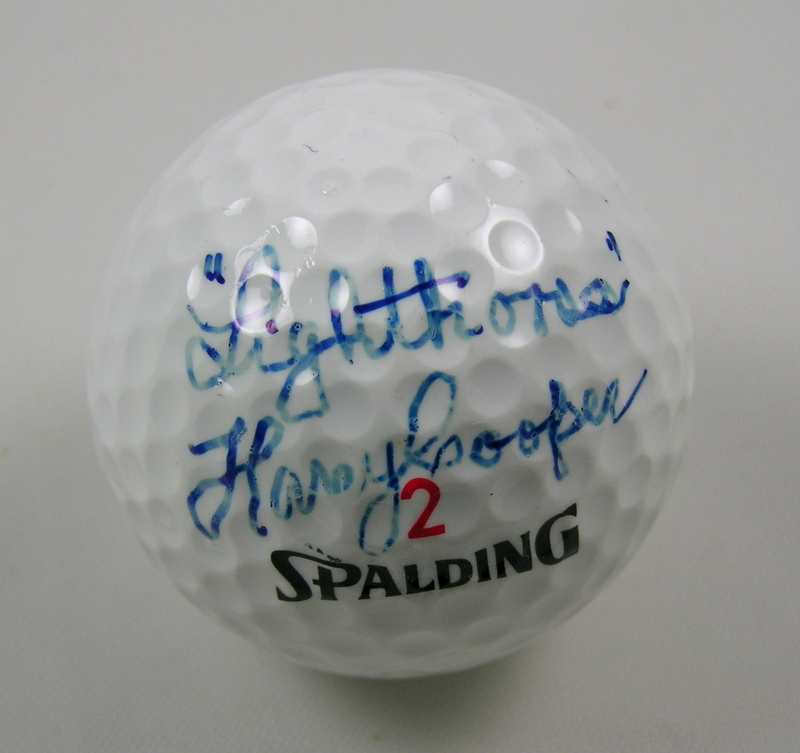 "Lighthorse"
Harry Cooper
2
SPALDING